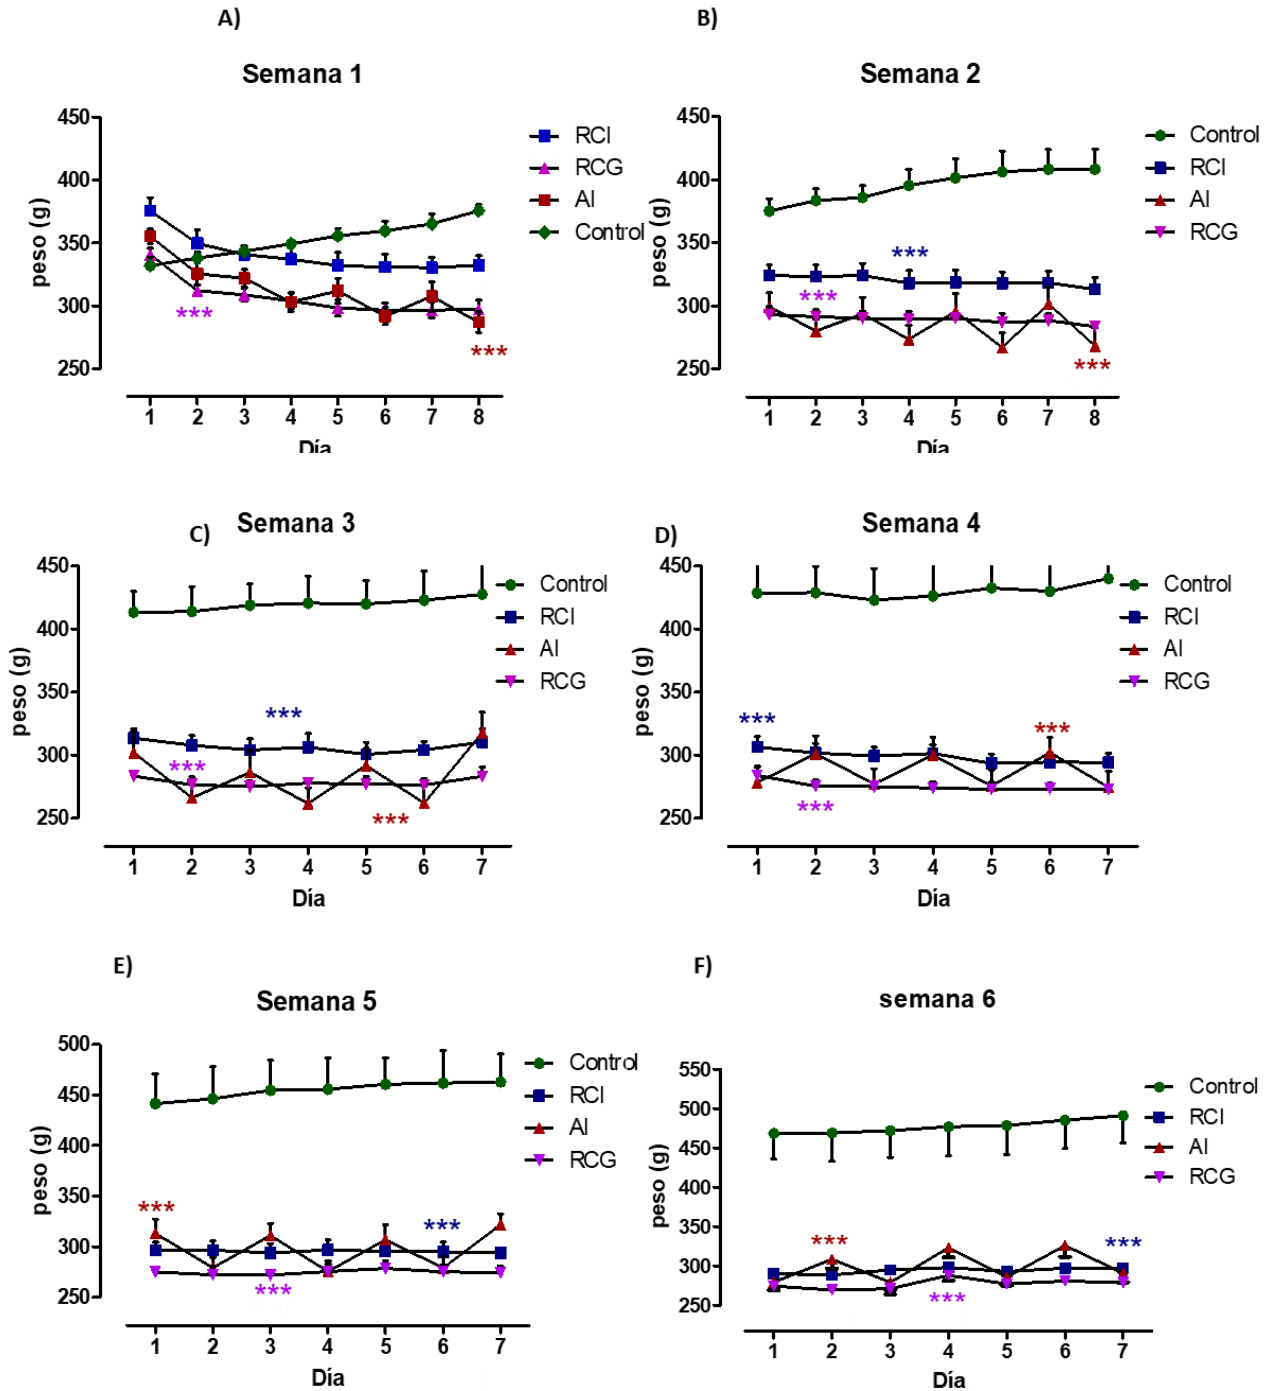 A)
Semana 1
450
400
350
300
250
peso (g)
1 2 3 4 5 6 7 8
Día
RCI
RCG
AI
Control
***
***
B)
Semana 2
450
400
350
300
250
peso (g)
1 2 3 4 5 6 7 8
Día
Control
RCI
AI
RCG
***
***
***
C)
Semana 3
450
400
350
300
250
peso (g)
1 2 3 4 5 6 7
Día
Control
RCI
AI
RCG
***
***
***
D)
Semana 4
450
400
350
300
250
peso (g)
1 2 3 4 5 6 7
Día
Control
RCI
AI
RCG
***
***
***
E)
Semana 5
500
450
400
350
300
250
peso (g)
1 2 3 4 5 6 7
Día
Control
RCI
AI
RCG
***
***
***
F)
semana 6
550
500
450
400
350
300
250
peso (g)
1 2 3 4 5 6 7
Día
Control
RCI
AI
RCG
***
***
***